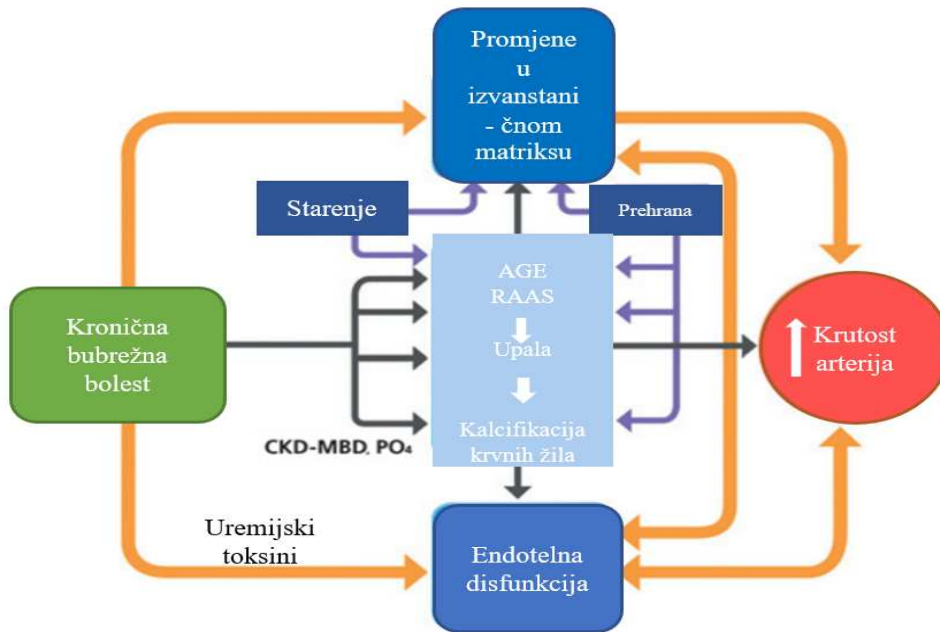 Promjene
u
izvanstani
- čnom
matriksu
Starenje
Prehrana
AGE
RAAS
Upala
Kalcifikacija
krvnih žila
Kronična
bubrežna
bolest
Krutost
arterija
CKD-MBD, PO₄
Uremijski
toksini
Endotelna
disfunkcija